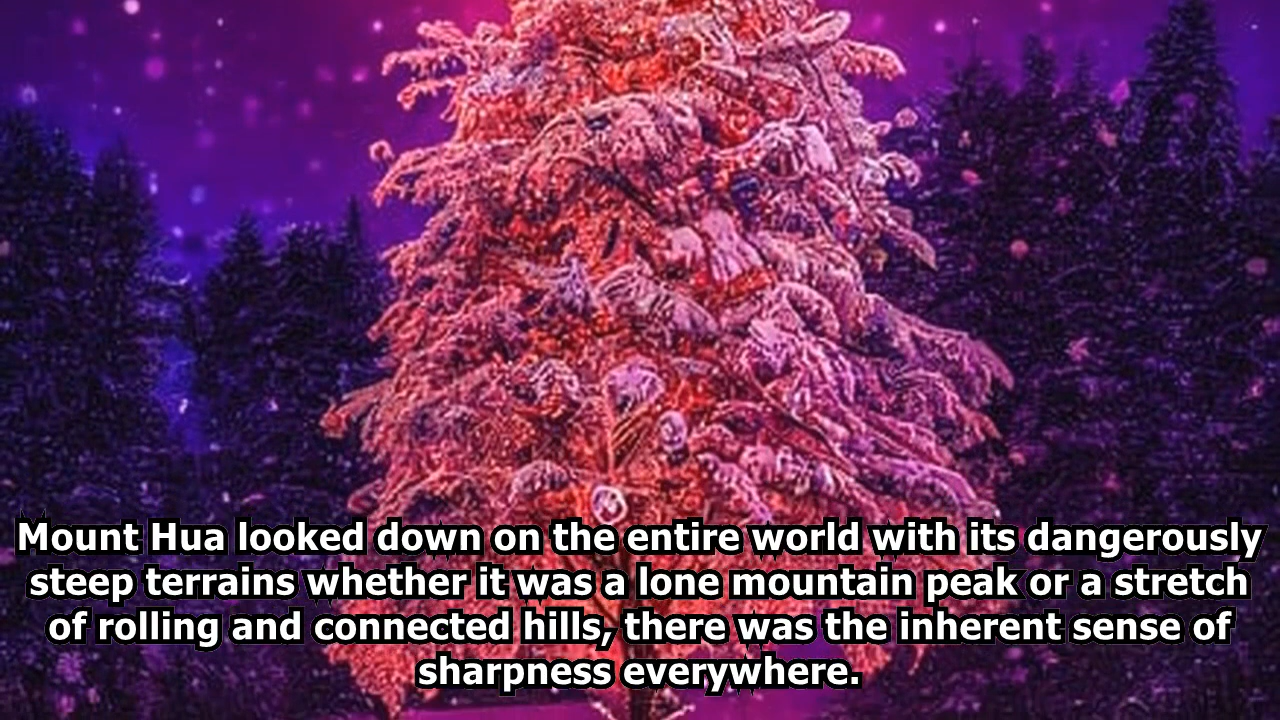 Mount Hua looked down on the entire world with its dangerously
steep terrains whether it was a lone mountain peak or a stretch
of rolling and connected hills, there was the inherent sense of
sharpness everywhere.